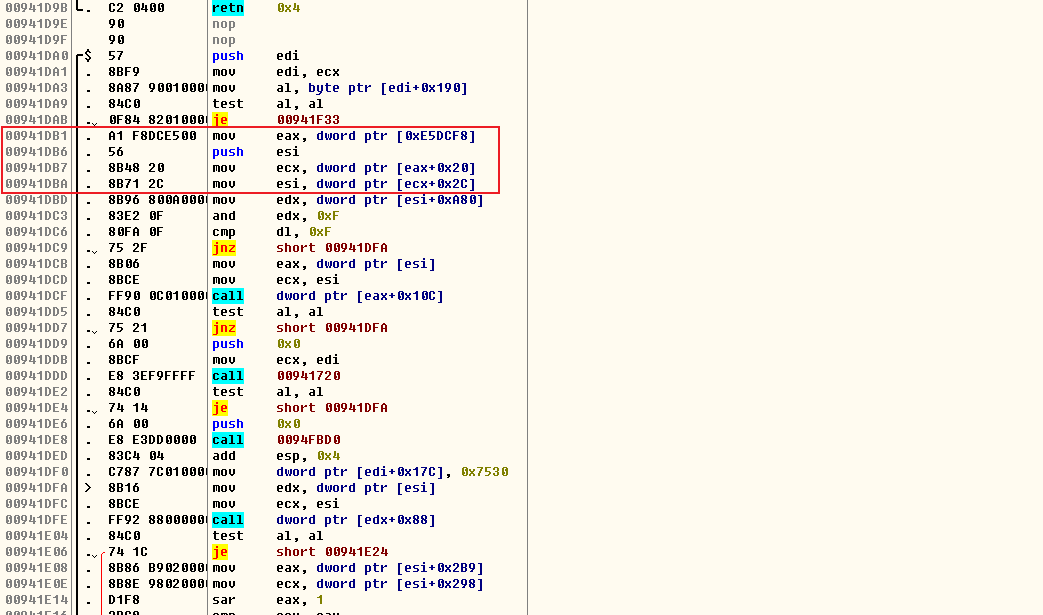 00941D9B . C2 0400 retn 0x4
00941D9E 90 nop
00941D9F 90 nop
00941DA0 $ 57 push edi
00941DA1 . 8BF9 mov edi, ecx
00941DA3 . 8A87 90010000 mov al, byte ptr [edi+0x190]
00941DA9 . 84C0 test al, al
00941DAB . 0F84 82010000 je 00941F33
00941DB1 . A1 F8DCE500 mov eax, dword ptr [0xE5DCF8]
00941DB6 . 56 push esi
00941DB7 . 8B48 20 mov ecx, dword ptr [eax+0x20]
00941DBA . 8B71 2C mov esi, dword ptr [ecx+0x2C]
00941DBD . 8B96 800A0000 mov edx, dword ptr [esi+0xA80]
00941DC3 . 83E2 0F and edx, 0xF
00941DC6 . 80FA 0F cmp dl, 0xF
00941DC9 . 75 2F jnz short 00941DFA
00941DCB . 8B06 mov eax, dword ptr [esi]
00941DCD . 8BCE mov ecx, esi
00941DCF . FF90 0C010000 call dword ptr [eax+0x10C]
00941DD5 . 84C0 test al, al
00941DD7 . 75 21 jnz short 00941DFA
00941DD9 . 6A 00 push 0x0
00941DDB . 8BCF mov ecx, edi
00941DDD . E8 3EF9FFFF call 00941720
00941DE2 . 84C0 test al, al
00941DE4 . 74 14 je short 00941DFA
00941DE6 . 6A 00 push 0x0
00941DE8 . E8 E3DD0000 call 0094FBD0
00941DED . 83C4 04 add esp, 0x4
00941DF0 . C787 7C010000 mov dword ptr [edi+0x17C], 0x7530
00941DFA > 8B16 mov edx, dword ptr [esi]
00941DFC . 8BCE mov ecx, esi
00941DFE . FF92 88000000 call dword ptr [edx+0x88]
00941E04 . 84C0 test al, al
00941E06 . 74 1C je short 00941E24
00941E08 . 8B86 B9020000 mov eax, dword ptr [esi+0x2B9]
00941E0E . 8B8E 98020000 mov ecx, dword ptr [esi+0x298]
00941E14 . D1F8 sar eax, 1